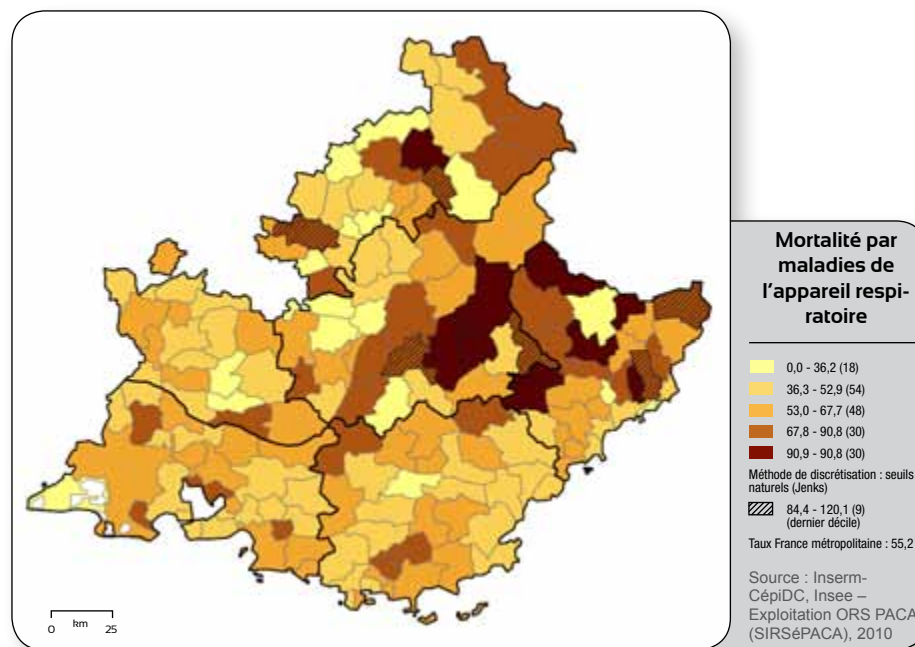 Mortalité par
maladies de
l'appareil respi-
ratoire
0,0 - 36,2 (18)
36,3 - 52,9 (54)
53,0 - 67,7 (48)
67,8 - 90,8 (30)
90,9 - 90,8 (30)
Méthode de discrétisation : seuils
naturels (Jenks)
84,4 - 120,1 (9)
(dernier décile)
Taux France métropolitaine : 55,2
Source : Inserm-
CépiDC, Insee –
Exploitation ORS PACA
(SIRSéPACA), 2010
km
0 25